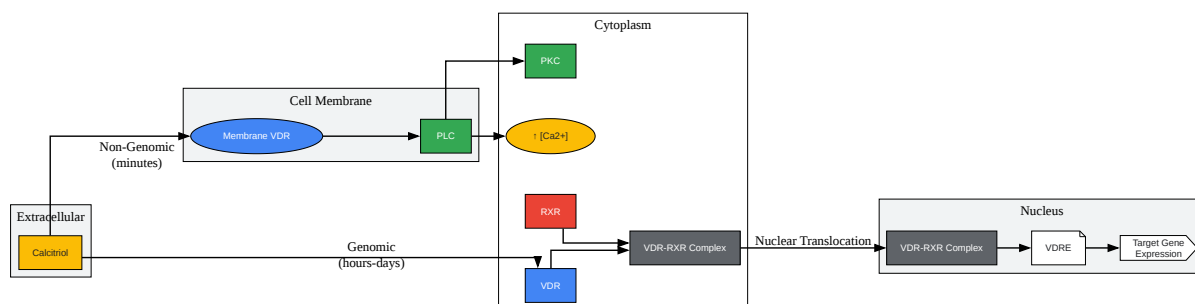 Cytoplasm
PKC
Cell Membrane
Membrane VDR
PLC
↑ [Ca2+]
Non-Genomic
(minutes)
Extracellular
Calcitriol
Genomic
(hours-days)
RXR
VDR
VDR-RXR Complex
Nuclear Translocation
Nucleus
VDR-RXR Complex
VDRE
Target Gene
Expression